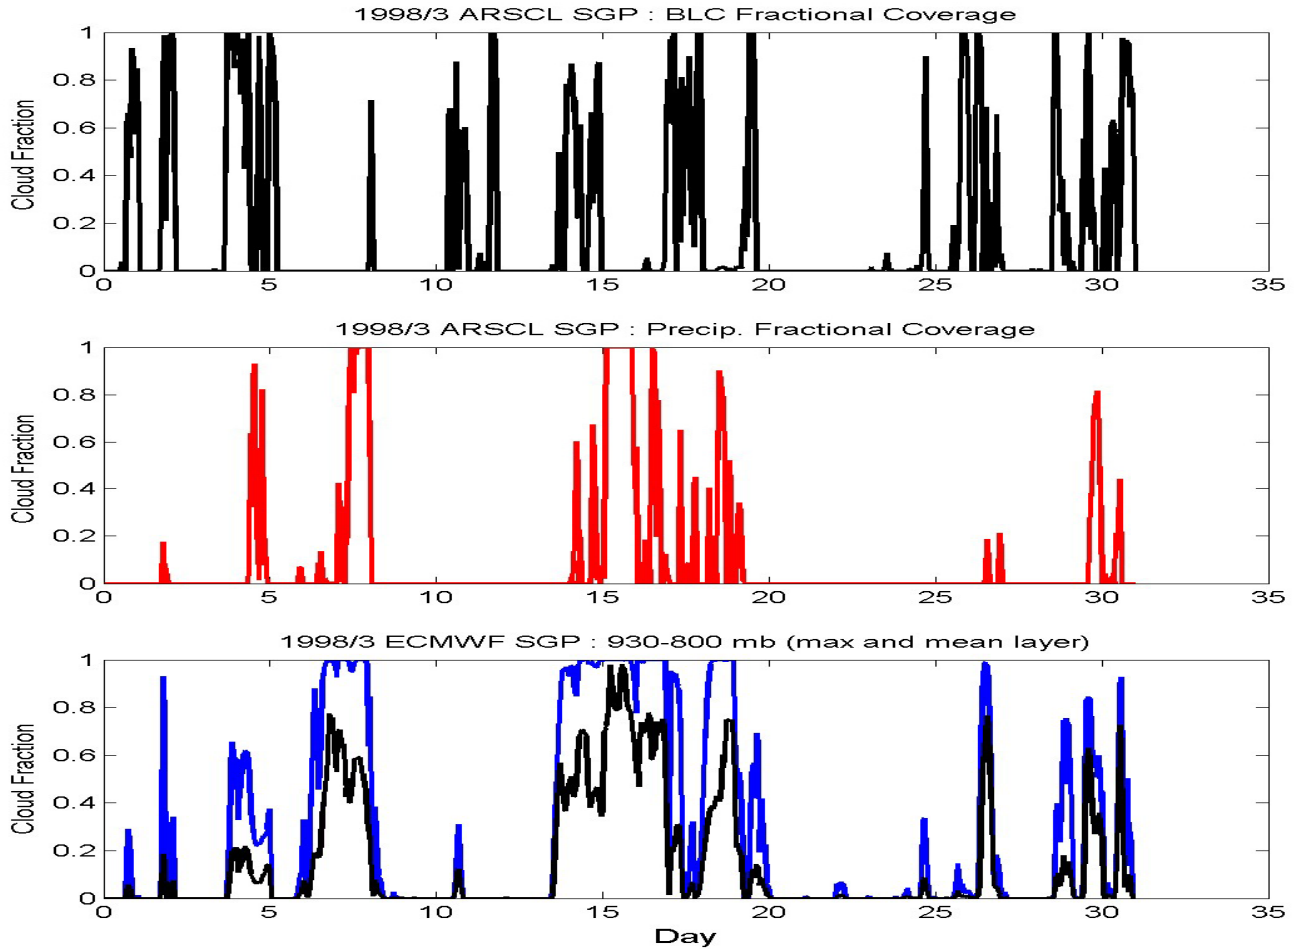 1998/3 ARSCL SGP : BLC Fractional Coverage
1
0.8
0.6
0.4
0.2
0
Cloud Fraction
0 5 10 15 20 25 30 35
1998/3 ARSCL SGP : Precip. Fractional Coverage
1
0.8
0.6
0.4
0.2
0
Cloud Fraction
0 5 10 15 20 25 30 35
1998/3 ECMWF SGP : 930-800 mb (max and mean layer)
1
0.8
0.6
0.4
0.2
0
Cloud Fraction
0 5 10 15 20 25 30 35
Day